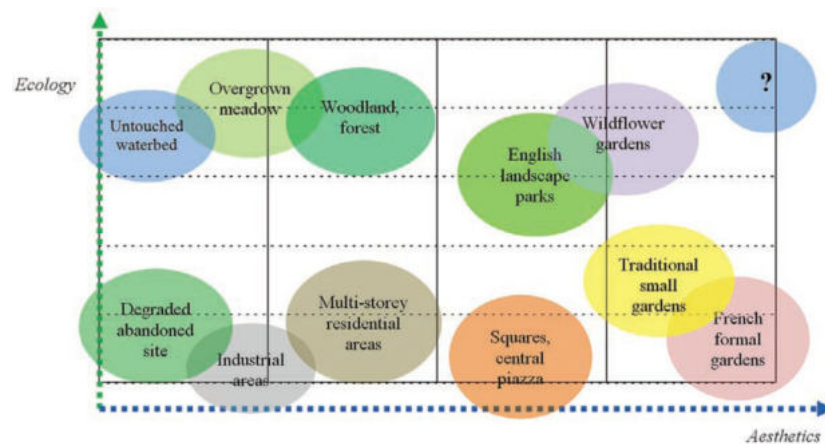 Ecology
Untouched
waterbed
Overgrown
meadow
Woodland,
forest
English
landscape
parks
Wildflower
gardens
?
Degraded
abandoned
site
Industrial
areas
Multi-storey
residential
areas
Squares,
central
piazza
Traditional
small
gardens
French
formal
gardens
Aesthetics